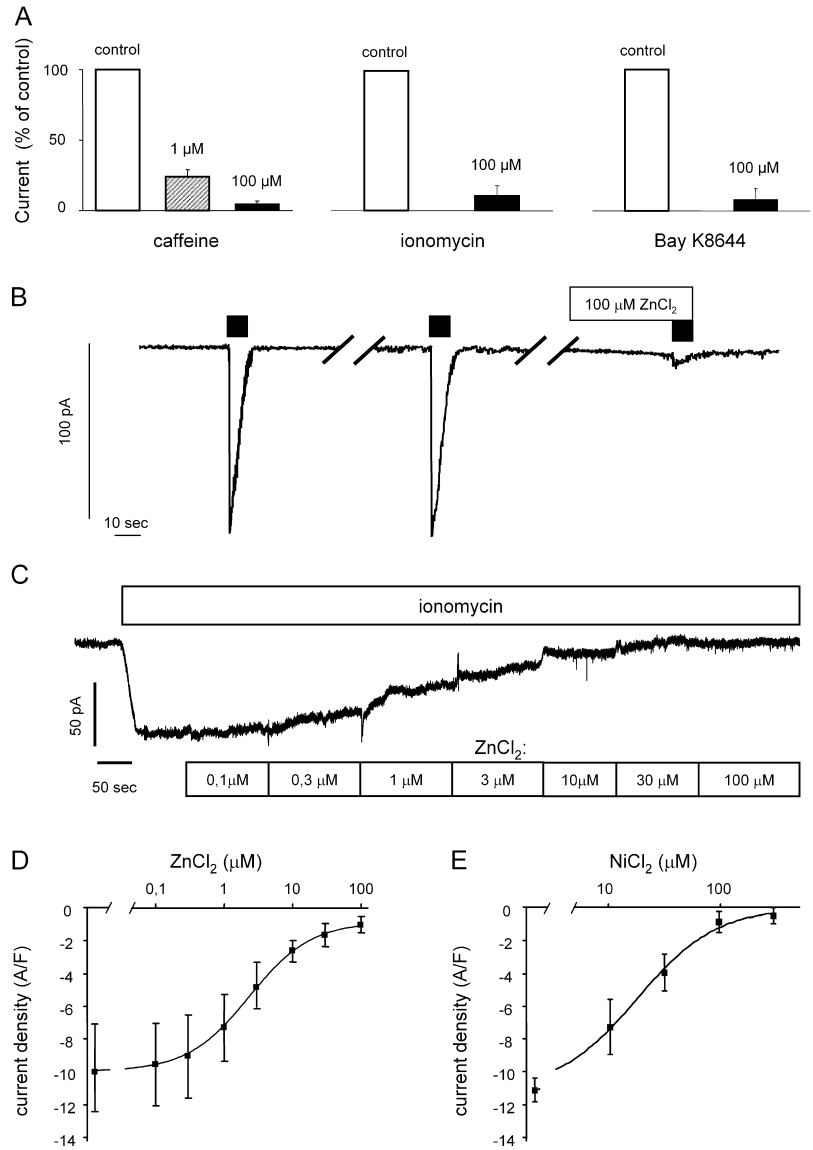 A
Current (% of control)
control control control
100
50
0
1 µM
100 µM 100 µM 100 µM
caffeine ionomycin Bay K8644
B
100 µM ZnCl2
100 pA
10 sec
C
ionomycin
50 pA
50 sec
ZnCl2:
0,1µM 0,3 µM 1 µM 3 µM 10µM 30 µM 100 µM
D
ZnCl2 (µM)
0,1 1 10 100
current density (A/F)
0
-2
-4
-6
-8
-10
-12
-14
E
NiCl2 (µM)
10 100
current density (A/F)
0
-2
-4
-6
-8
-10
-12
-14